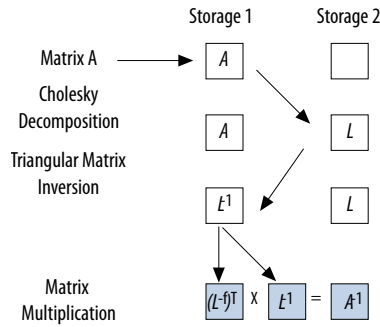 Storage 1 Storage 2
Matrix A A
Cholesky
Decomposition
A L
Triangular Matrix
Inversion
L-1 L
Matrix
Multiplication
(L-1)T X L-1 = A-1